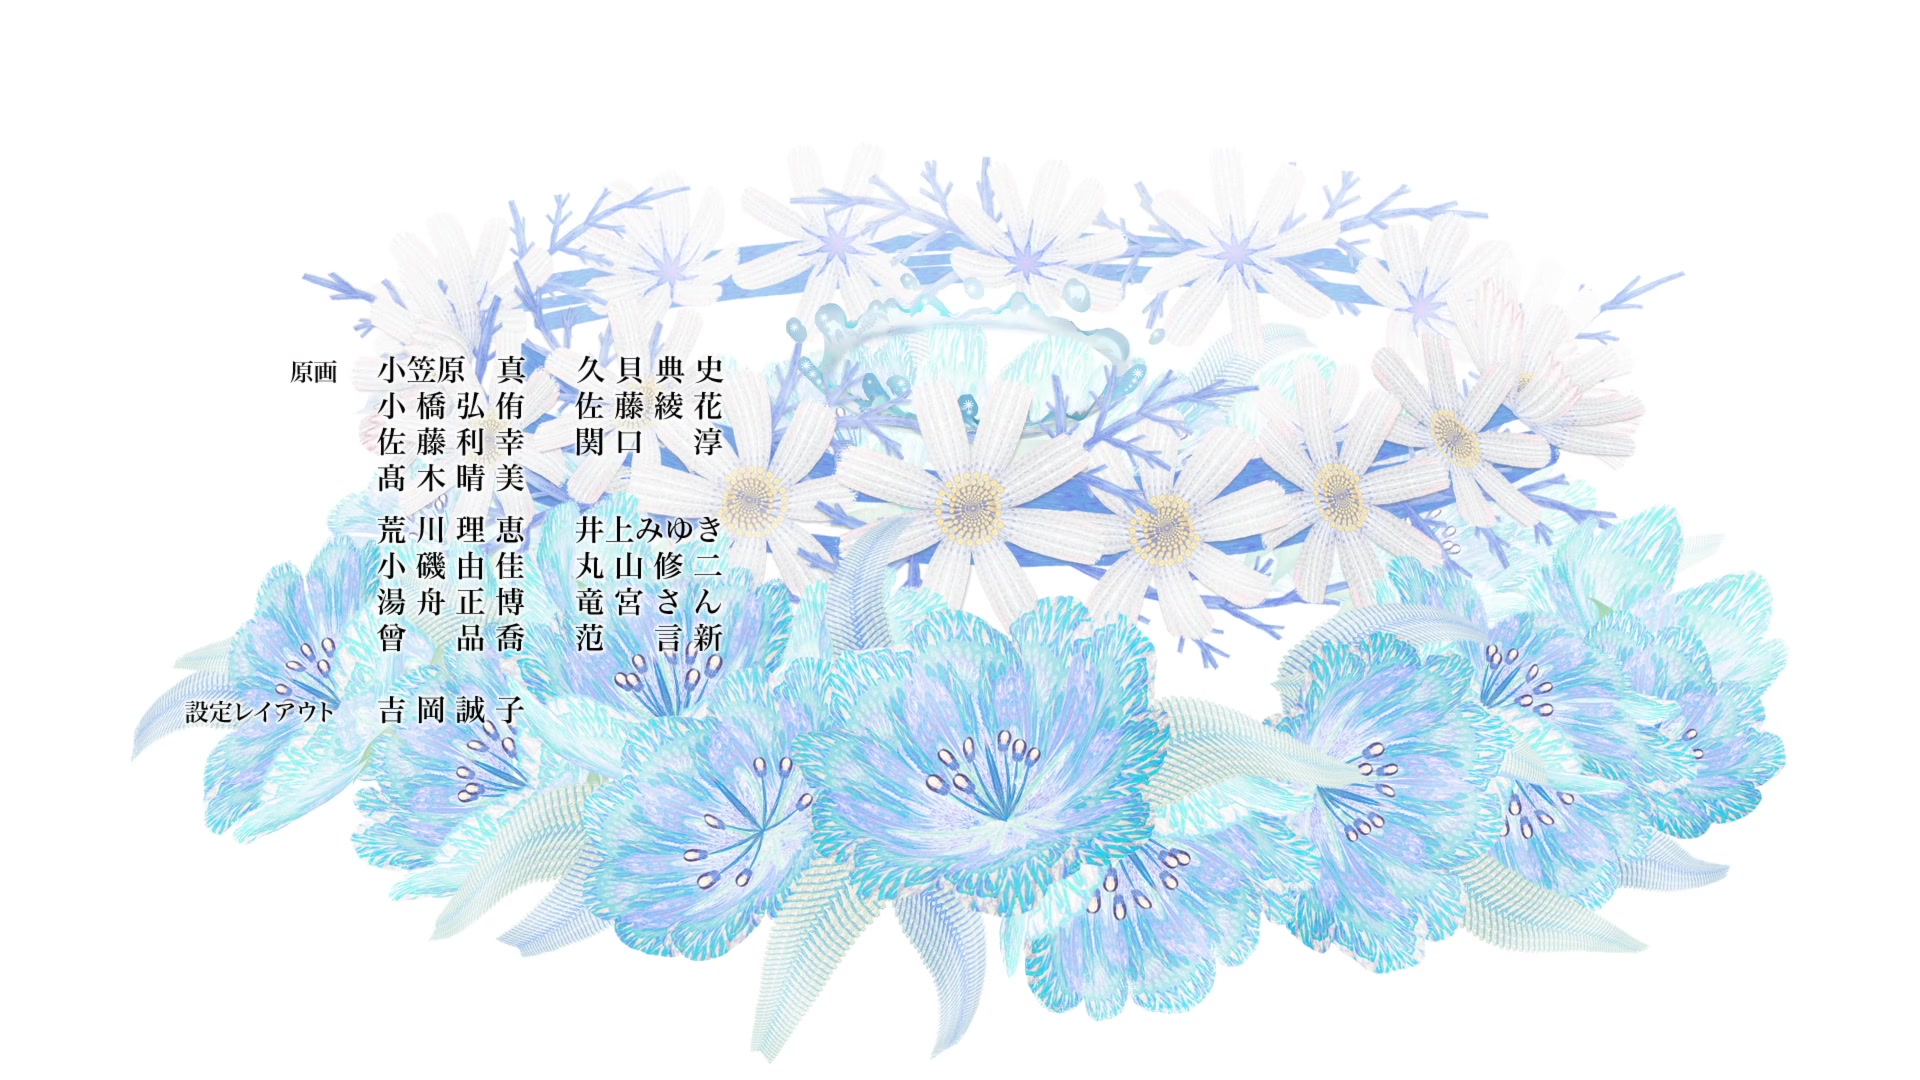 原画 小笠原 真 久貝典史
小橋弘侑 佐藤綾花
佐藤利幸 関口 淳
髙木晴美
荒川理恵 井上みゆき
小磯由佳 丸山修二
湯舟正博 竜宮さん
曾 品喬 范 言新
設定レイアウト 吉岡誠子